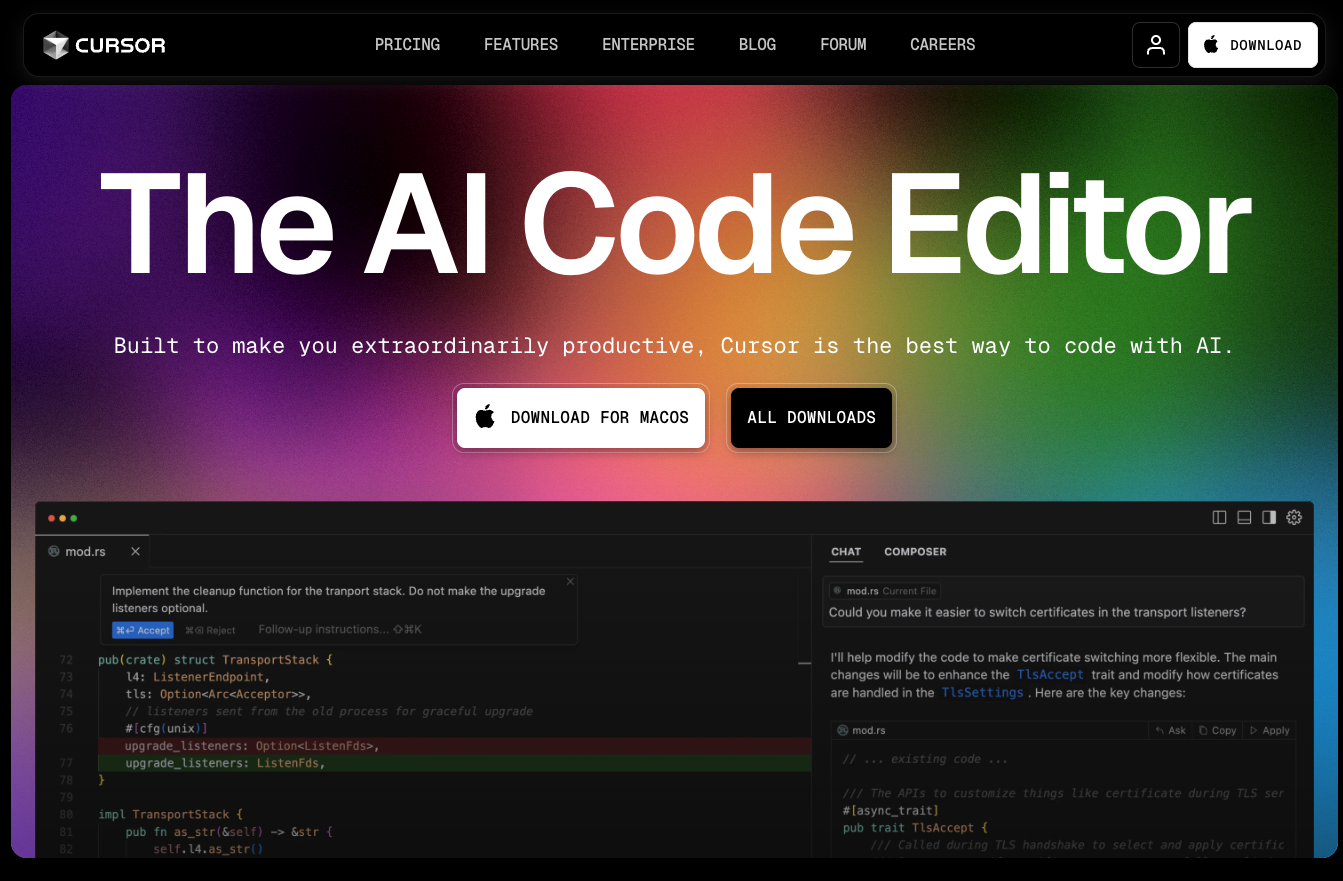 CURSOR
PRICING
FEATURES
ENTERPRISE
BLOG
FORUM
CAREERS
DOWNLOAD
The AI Code Editor
Built to make you extraordinarily productive, Cursor is the best way to code with AI.
DOWNLOAD FOR MACOS
ALL DOWNLOADS
mod.rs
Implement the cleanup function for the tranport stack. Do not make the upgrade
listeners optional.
⌘⏎ Accept ⌘⌫ Reject Follow-up instructions... ⇧⌘K
72 pub(crate) struct TransportStack {
73 l4: ListenerEndpoint,
74 tls: Option<Arc<Acceptor>>,
75 // listeners sent from the old process for graceful upgrade
76 #[cfg(unix)]
upgrade_listeners: Option<ListenFds>,
77 upgrade_listeners: ListenFds,
78 }
79
80 impl TransportStack {
81 pub fn as_str(&self) -> &str {
82 self.l4.as_str()
CHAT COMPOSER
mod.rs Current File
Could you make it easier to switch certificates in the transport listeners?
I'll help modify the code to make certificate switching more flexible. The main
changes will be to enhance the TlsAccept trait and modify how certificates
are handled in the TlsSettings . Here are the key changes:
mod.rs Ask Copy Apply
// ... existing code ...
/// The APIs to customize things like certificate during TLS ser
#[async_trait]
pub trait TlsAccept {
/// Called during TLS handshake to select and apply certific